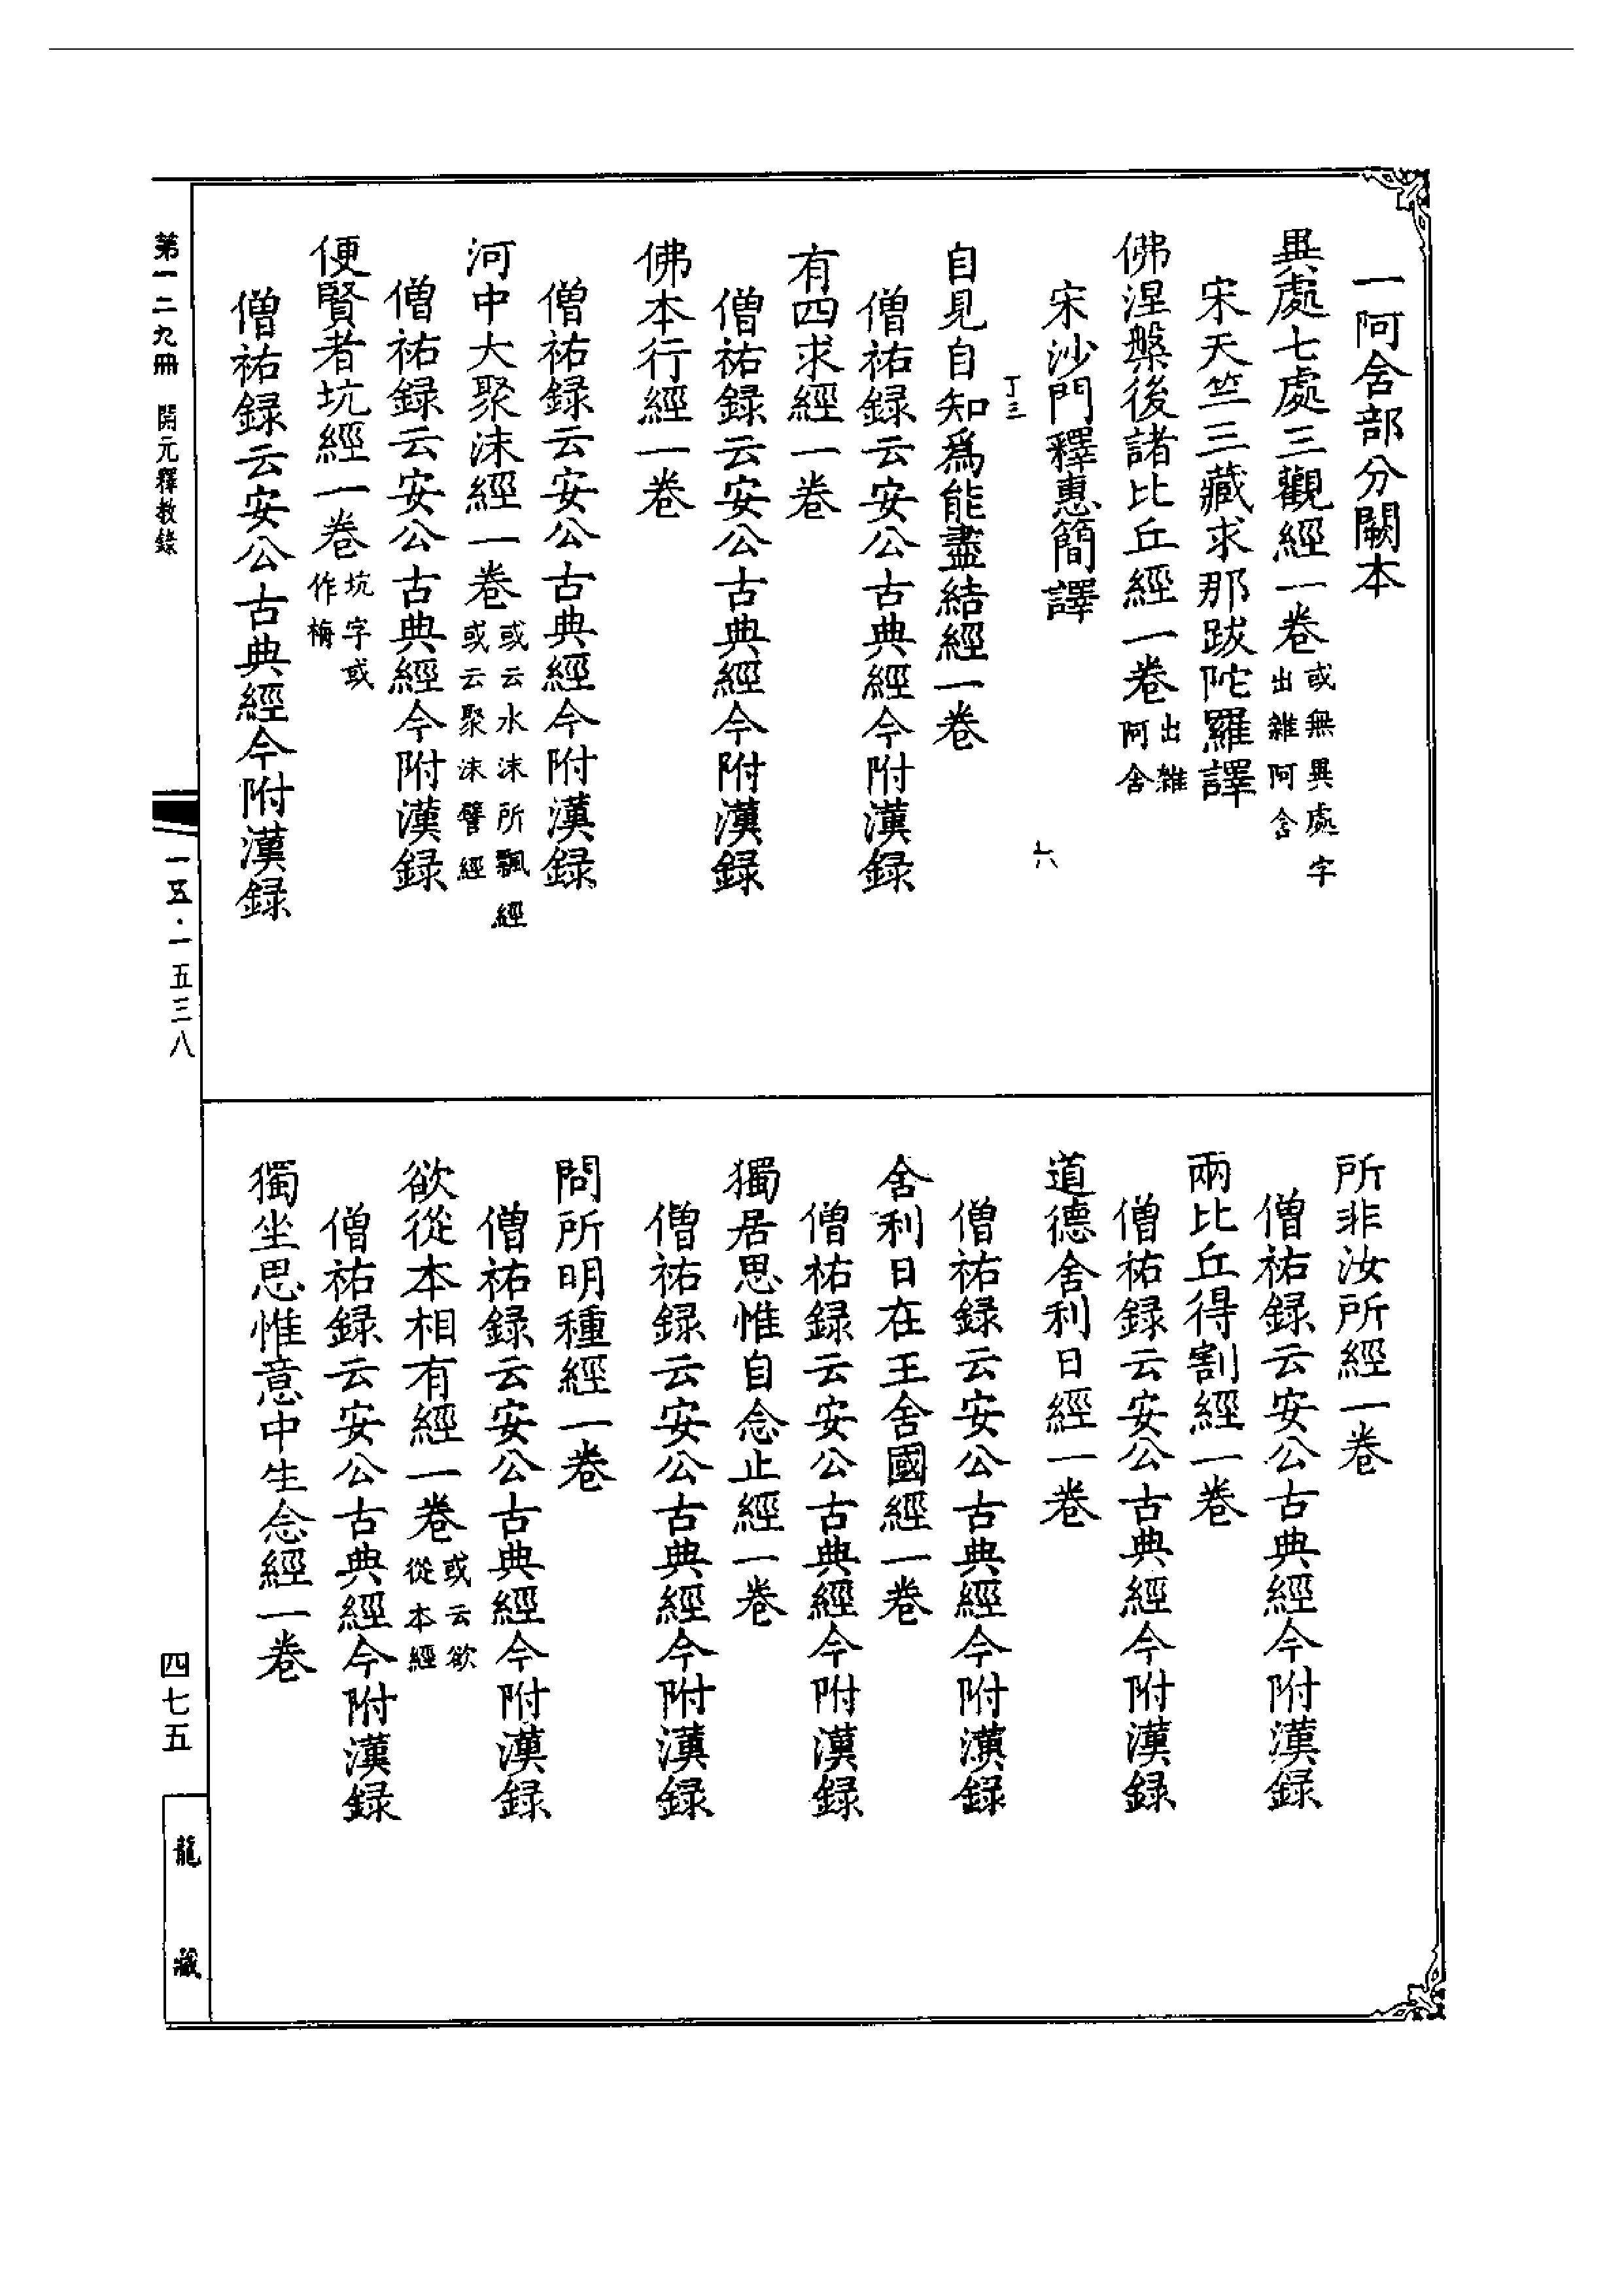 一阿舍部分闕本
異處七處三觀經一卷或無異處字出雜阿舍
宋天竺三藏求那跋陀羅譯
佛涅槃後諸比丘經一卷出雜阿舍
宋沙門釋惠簡譯
丁三
六
自見自知爲能盡結經一卷
僧祐録云安公古典經今附漢録
有四求經一卷
僧祐録云安公古典經今附漢録
佛本行經一卷
僧祐録云安公古典經今附漢録
河中大聚沫經一卷或云水沫所飄經或云聚沫譬經
僧祐録云安公古典經今附漢録
便賢者坑經一卷坑字或作梅
僧祐録云安公古典經今附漢録
所非汝所經一卷
僧祐録云安公古典經今附漢録
兩比丘得割經一卷
僧祐録云安公古典經今附漢録
道德舍利日經一卷
僧祐録云安公古典經今附漢録
舍利日在王舍國經一卷
僧祐録云安公古典經今附漢録
獨居思惟自念止經一卷
僧祐録云安公古典經今附漢録
問所明種經一卷
僧祐録云安公古典經今附漢録
欲從本相有經一卷或云欲從本經
僧祐録云安公古典經今附漢録
獨坐思惟意中生念經一卷
第一二九冊 開元釋教錄
一五·一五三八
四七五
龍藏